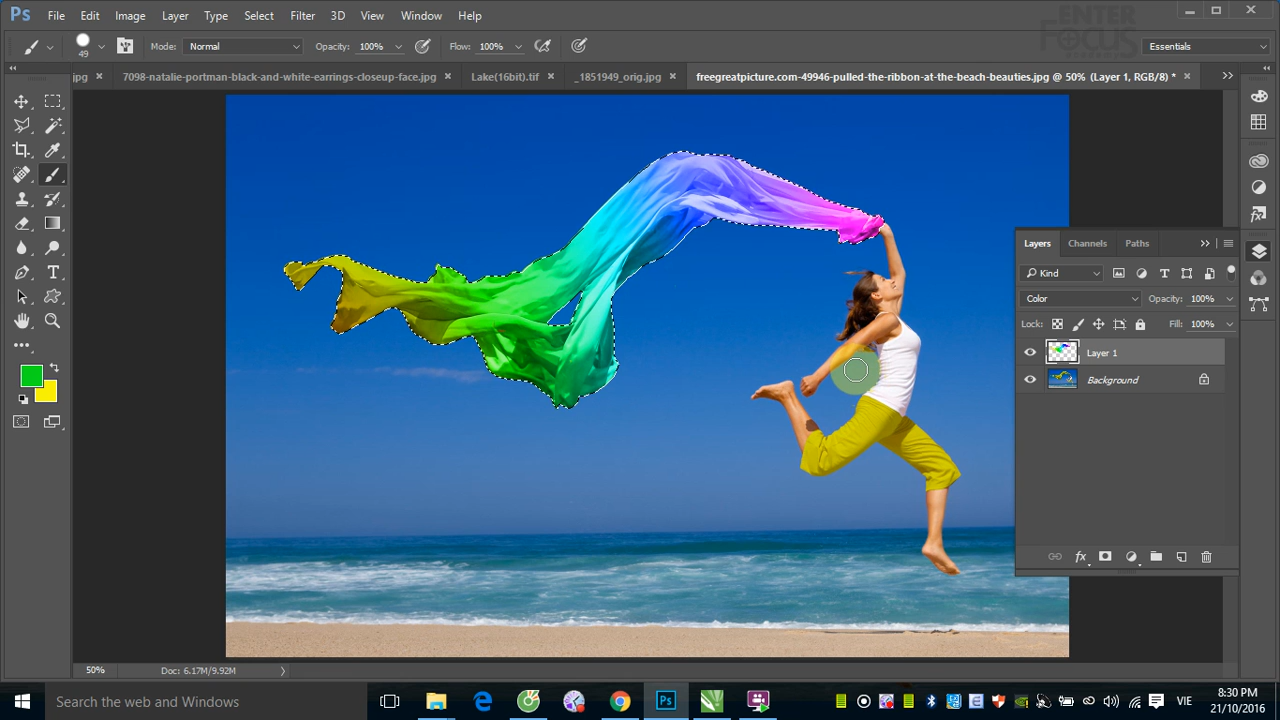 Ps File Edit Image Layer Type Select Filter 3D View Window Help
ENTER
FOCUS
49 Mode: Normal Opacity: 100% Flow: 100% Essentials
jpg 7098-natalie-portman-black-and-white-earrings-closeup-face.jpg Lake(16bit).tif _1851949_orig.jpg freegreatpicture.com-49946-pulled-the-ribbon-at-the-beach-beauties.jpg @ 50% (Layer 1, RGB/8) *
Layers Channels Paths
Kind
Color Opacity: 100%
Lock: Fill: 100%
Layer 1
Background
fx
50% Doc: 6.17M/9.92M
Search the web and Windows
Ps
VIE
8:30 PM
21/10/2016